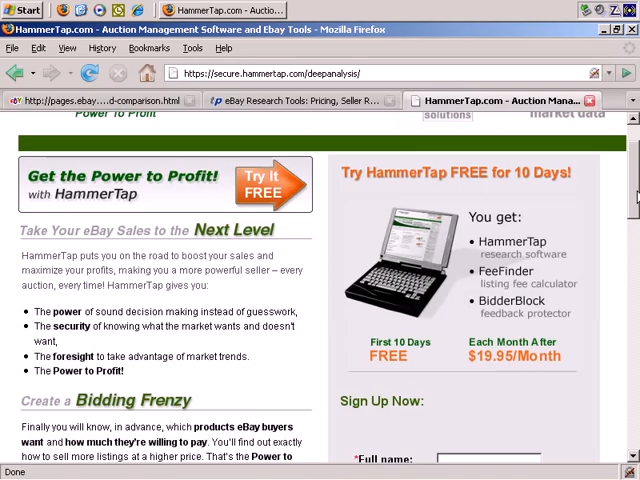 Start
HammerTap.com - Auctio...
HammerTap.com - Auction Management Software and Ebay Tools - Mozilla Firefox
File Edit View History Bookmarks Tools Help
https://secure.hammertap.com/deepanalysis/
http://pages.ebay....d-comparison.html
eBay Research Tools: Pricing, Seller R...
HammerTap.com - Auction Mana...
Power To Profit
solutions
market data
Get the Power to Profit!
with HammerTap
Try It
FREE
Take Your eBay Sales to the Next Level
HammerTap puts you on the road to boost your sales and
maximize your profits, making you a more powerful seller – every
auction, every time! HammerTap gives you:
• The power of sound decision making instead of guesswork,
• The security of knowing what the market wants and doesn't
want,
• The foresight to take advantage of market trends.
• The Power to Profit!
Create a Bidding Frenzy
Finally you will know, in advance, which products eBay buyers
want and how much they're willing to pay. You'll find out exactly
how to sell more listings at a higher price. That's the Power to
Try HammerTap FREE for 10 Days!
You get:
• HammerTap
research software
• FeeFinder
listing fee calculator
• BidderBlock
feedback protector
First 10 Days
FREE
Each Month After
$19.95/Month
Sign Up Now:
*Full name:
Done